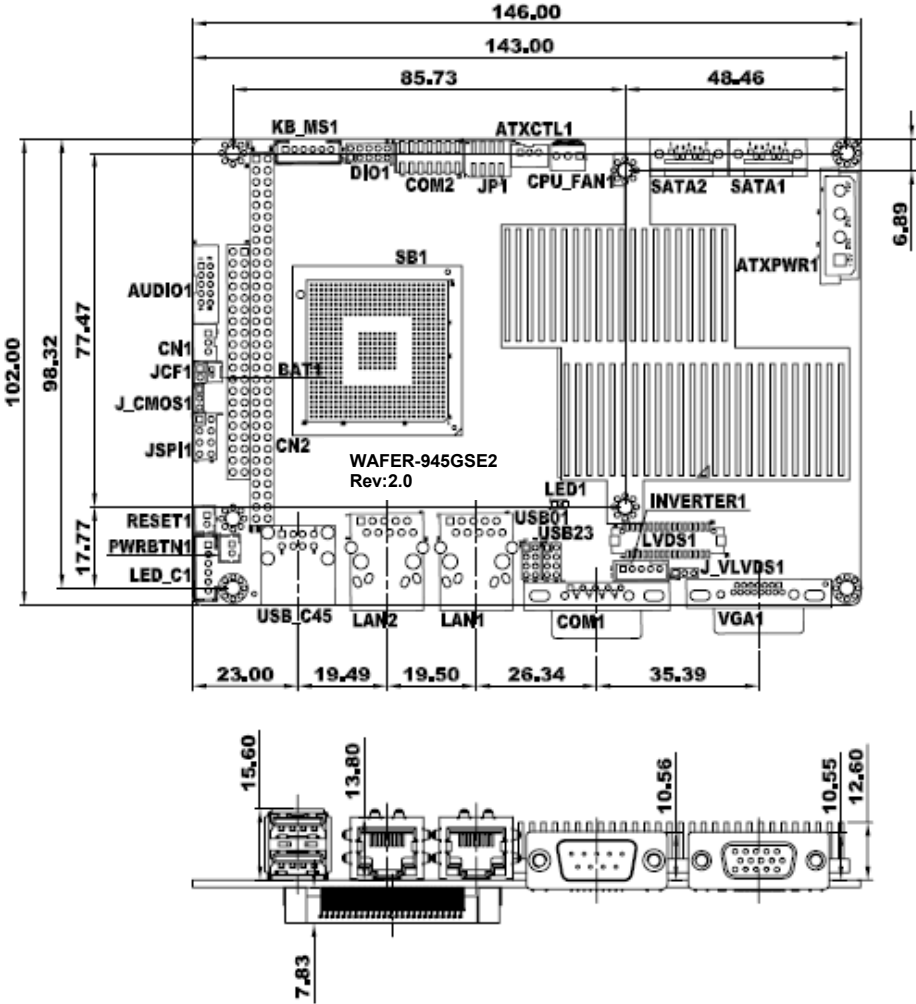 146.00
143.00
85.73
48.46
KB_MS1
ATXCTL1
DIO1
COM2
JP1
CPU_FAN1
SATA2
SATA1
6.89
ATXPWR1
SB1
AUDIO1
102.00
98.32
77.47
CN1
JCF1
BAT1
J_CMOS1
JSPI1
CN2
WAFER-945GSE2
Rev:2.0
LED1
INVERTER1
RESET1
USB01
USB23
LVDS1
17.77
PWRBTN1
J_VLVDS1
LED_C1
USB_C45
LAN2
LAN1
COM1
VGA1
23.00
19.49
19.50
26.34
35.39
15.60
13.80
10.56
10.55
12.60
7.83